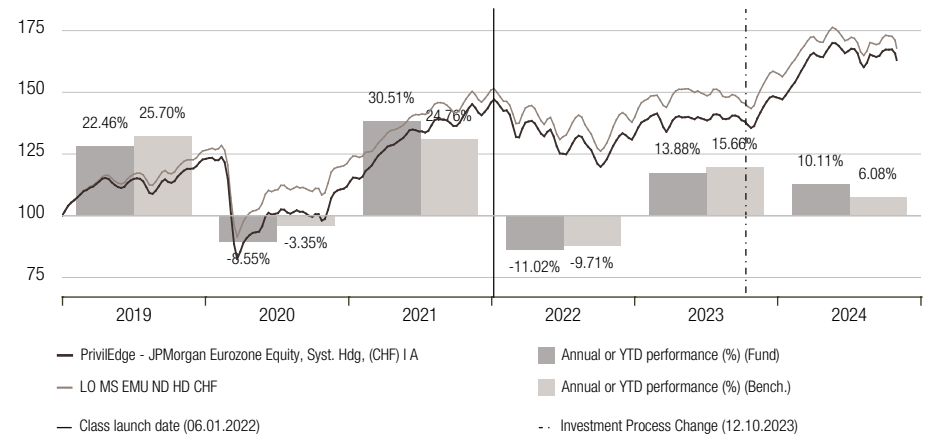 175
150
125
100
75
22.46%
25.70%
-8.55%
-3.35%
30.51%
24.76%
-11.02%
-9.71%
13.88%
15.66%
10.11%
6.08%
2019 2020 2021 2022 2023 2024
PrivilEdge - JPMorgan Eurozone Equity, Syst. Hdg, (CHF) I A
LO MS EMU ND HD CHF
Class launch date (06.01.2022)
Annual or YTD performance (%) (Fund)
Annual or YTD performance (%) (Bench.)
Investment Process Change (12.10.2023)